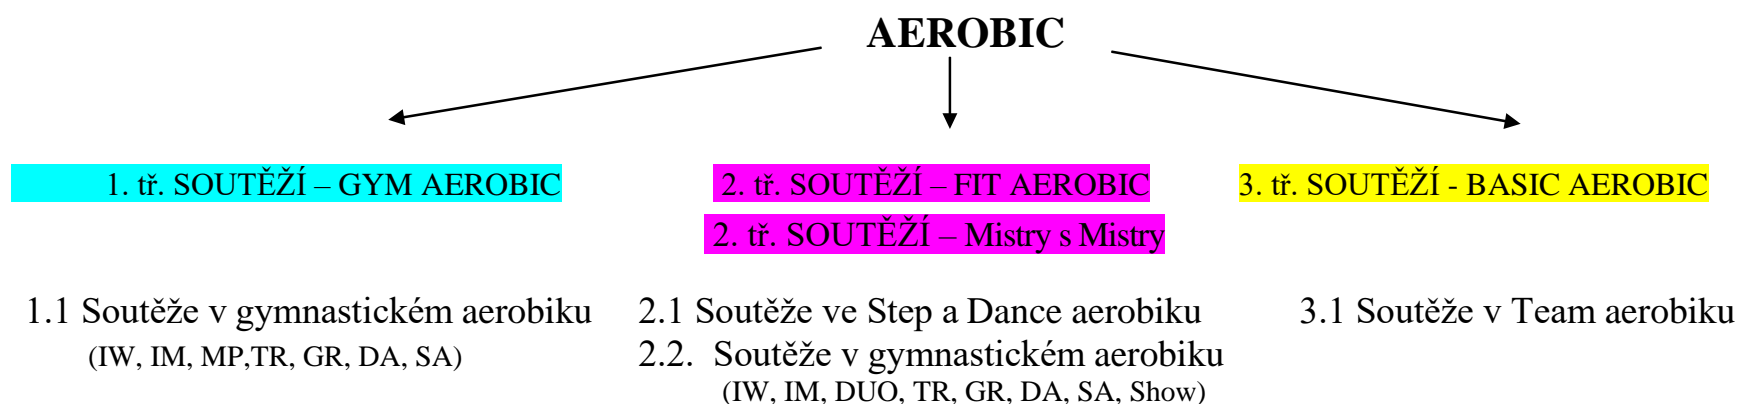 AEROBIC
1. tř. SOUTĚŽÍ – GYM AEROBIC
2. tř. SOUTĚŽÍ – FIT AEROBIC
2. tř. SOUTĚŽÍ – Mistry s Mistry
3. tř. SOUTĚŽÍ - BASIC AEROBIC
1.1 Soutěže v gymnastickém aerobiku
(IW, IM, MP,TR, GR, DA, SA)
2.1 Soutěže ve Step a Dance aerobiku
2.2. Soutěže v gymnastickém aerobiku
(IW, IM, DUO, TR, GR, DA, SA, Show)
3.1 Soutěže v Team aerobiku